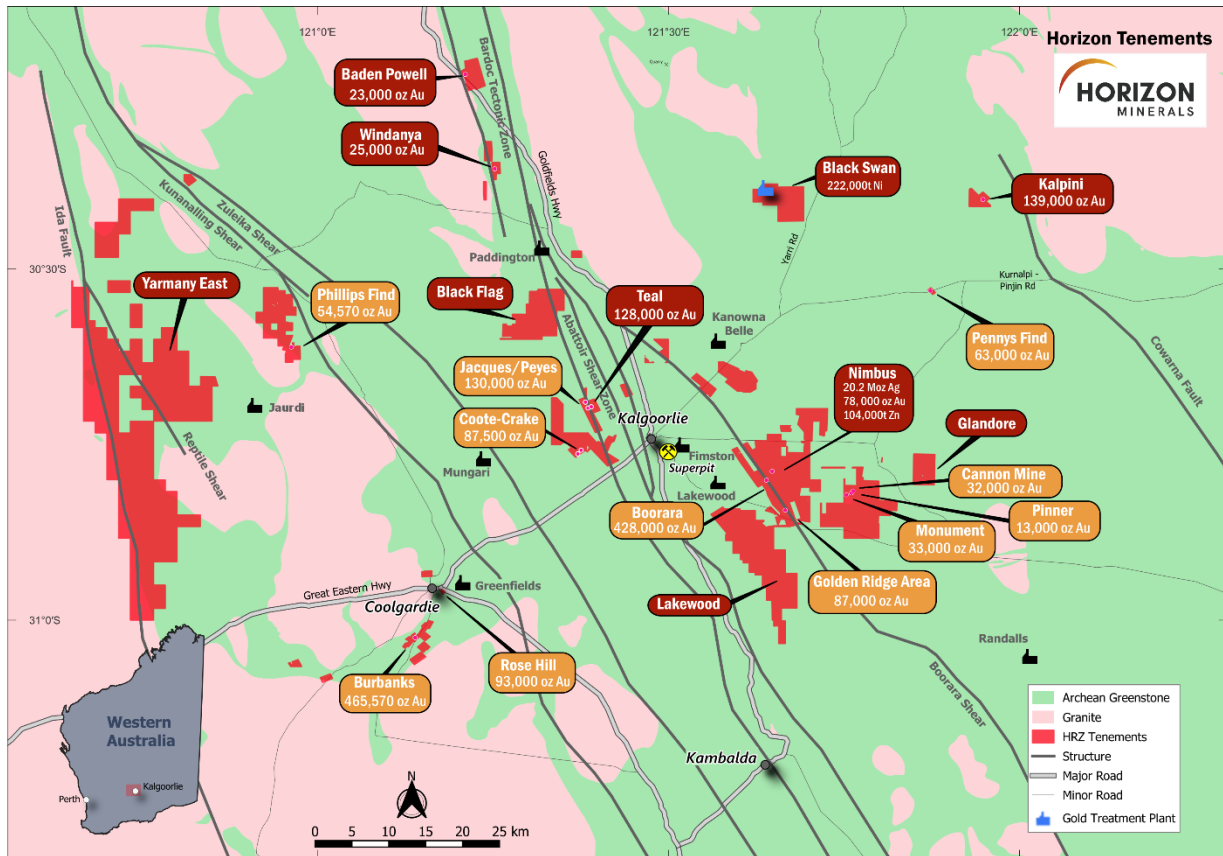 121°0'E
121°30'E
122°0'E
Horizon Tenements
HORIZON
MINERALS
Baden Powell
23,000 oz Au
Bardoc Tectonic Zone
Quarry
Windanya
25,000 oz Au
Goldfields Hwy
Black Swan
222,000t Ni
Kalpini
139,000 oz Au
Ida Fault
Kunanalling Shear
Zuleika Shear
Yarri Rd
Paddington
30°30'S
Kurnalpi -
Pinjin Rd
Yarmany East
Phillips Find
54,570 oz Au
Black Flag
Teal
128,000 oz Au
Kanowna
Belle
Abattoir Shear Zone
Pennys Find
63,000 oz Au
Cowarna Fault
Jacques/Peyes
130,000 oz Au
Nimbus
20.2 Moz Ag
78,000 oz Au
104,000t Zn
Jaurdi
Coote-Crake
87,500 oz Au
Kalgoorlie
Glandore
Reptile Shear
Mungari
Fimston
Superpit
Lakewood
Cannon Mine
32,000 oz Au
Boorara
428,000 oz Au
Pinner
13,000 oz Au
Monument
33,000 oz Au
Golden Ridge Area
87,000 oz Au
Great Eastern Hwy
Greenfields
Coolgardie
Lakewood
31°0'S
Randalls
Burbanks
465,570 oz Au
Rose Hill
93,000 oz Au
Boorara Shear
Western
Australia
Kalgoorlie
Perth
Kambalda
N
0 5 10 15 20 25 km
Archean Greenstone
Granite
HRZ Tenements
Structure
Major Road
Minor Road
Gold Treatment Plant